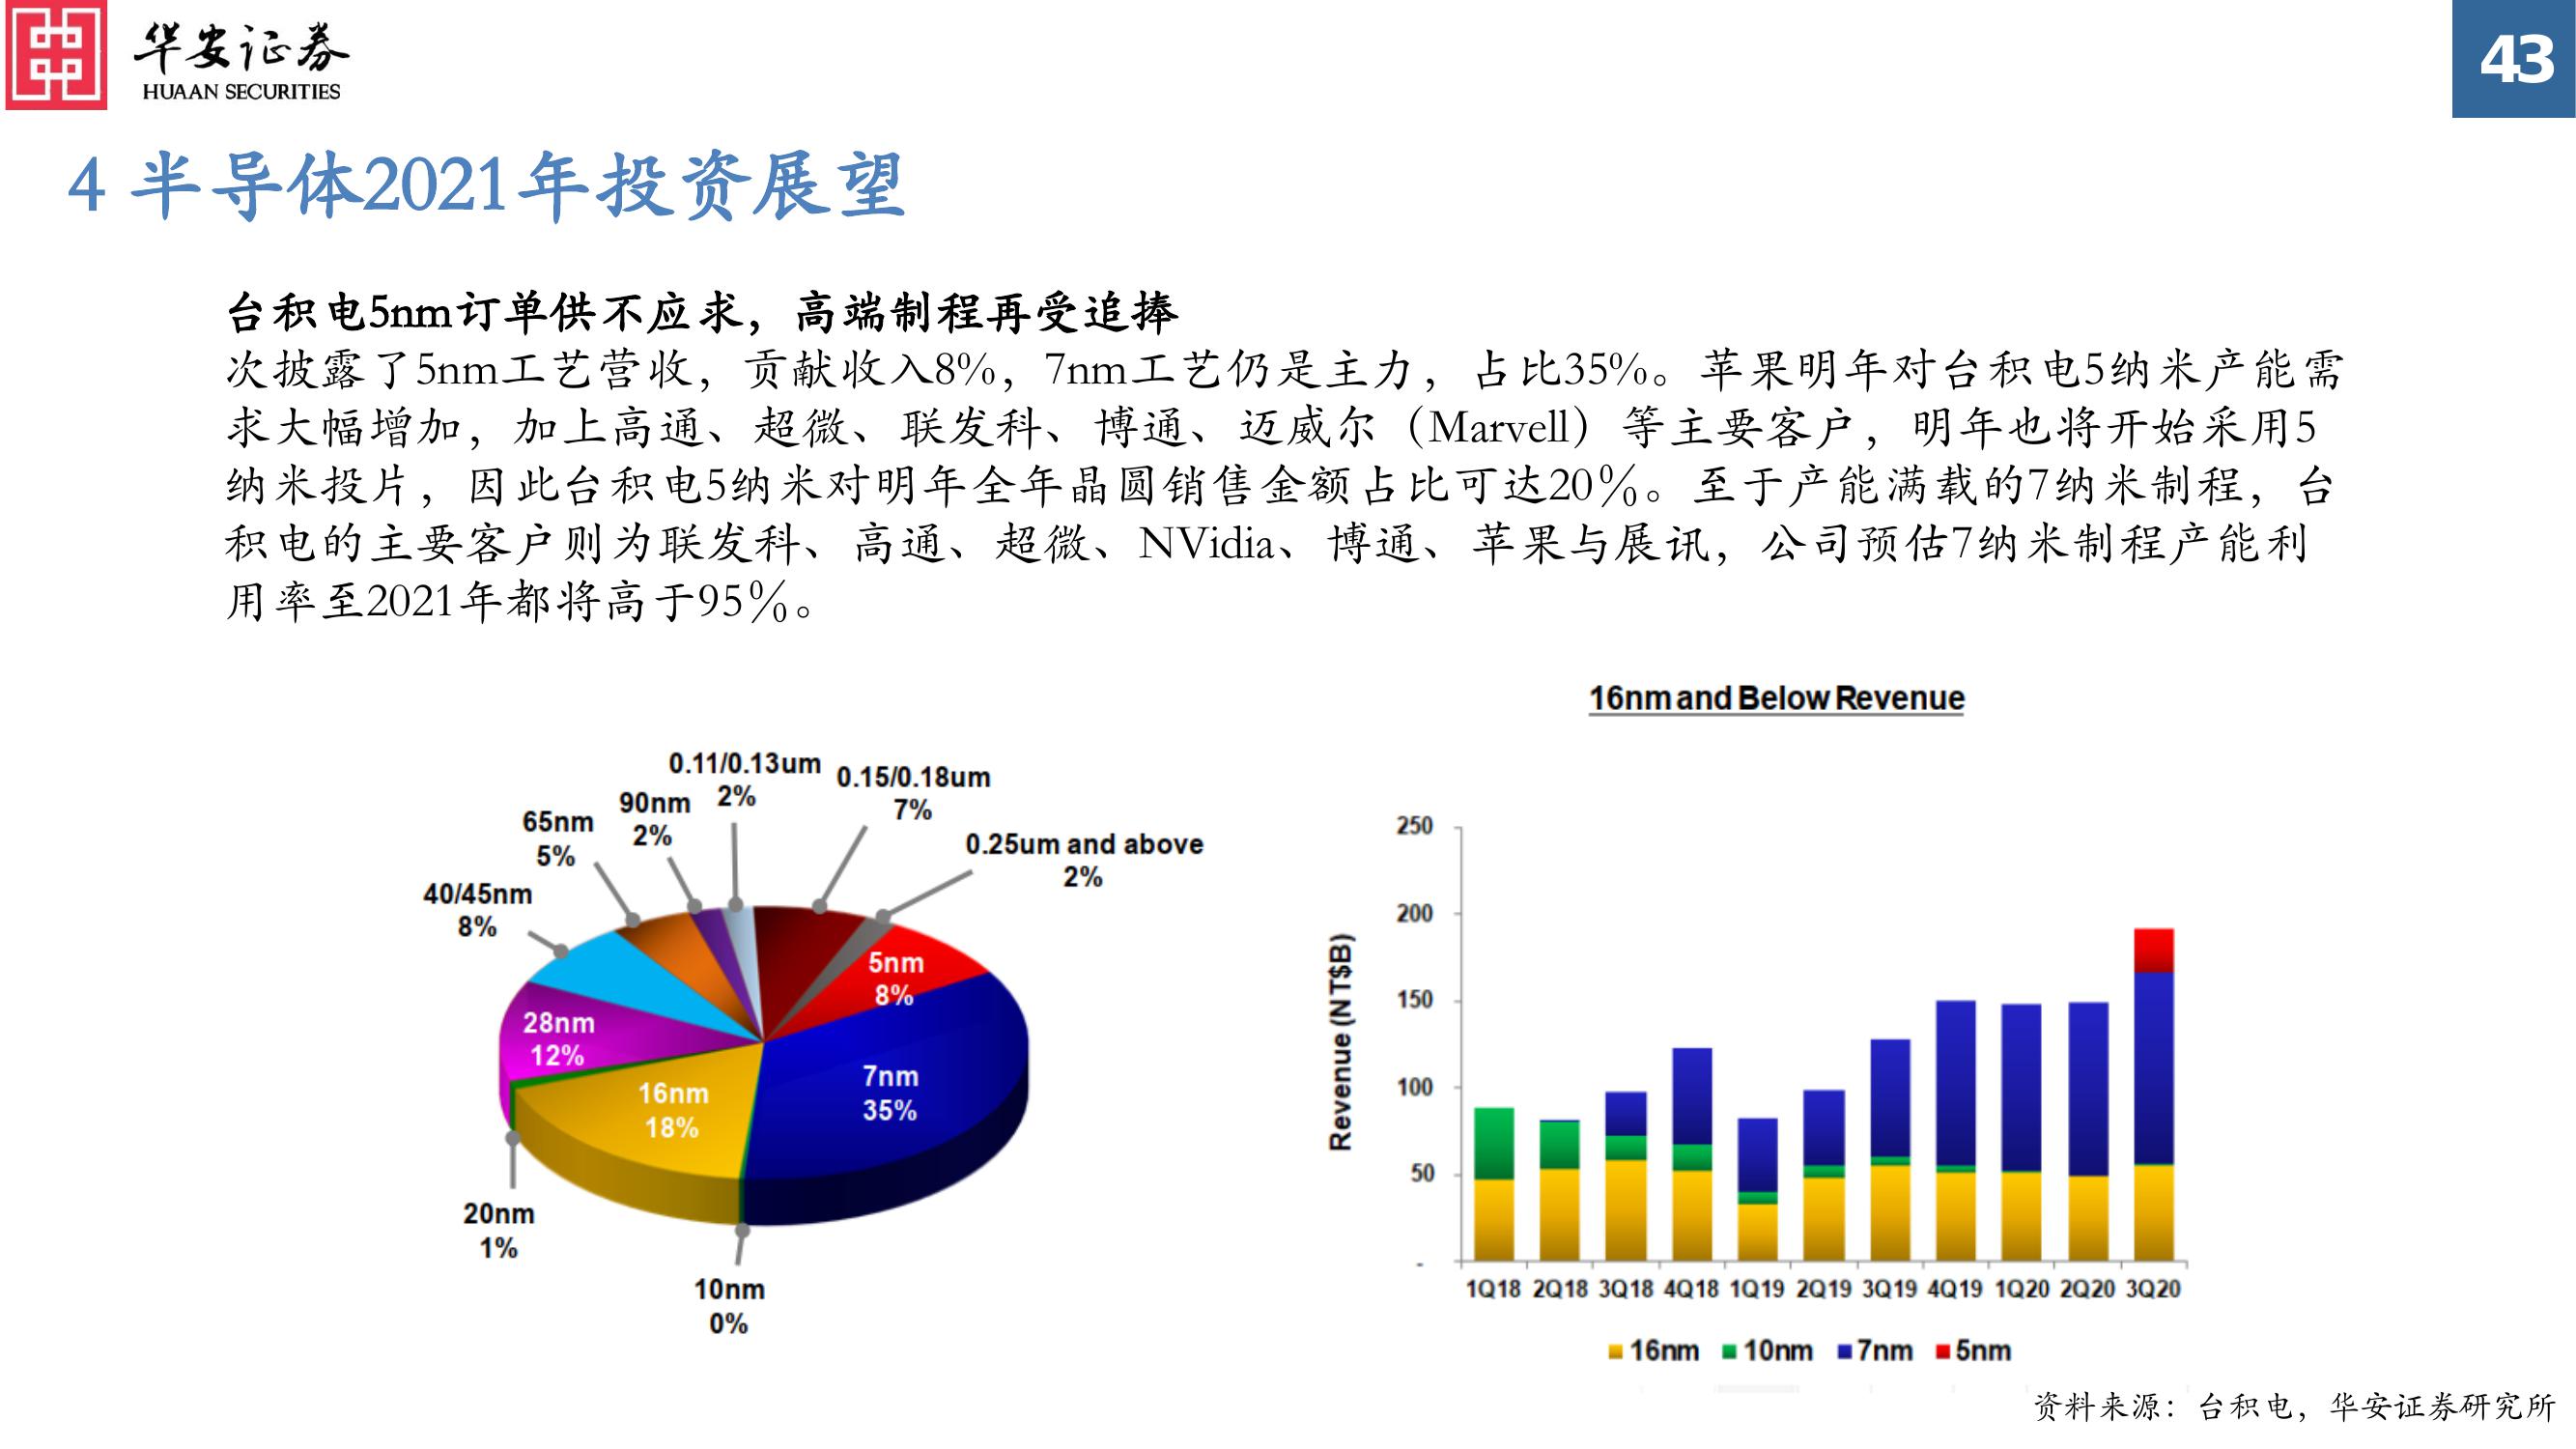 华安证券
HUAAN SECURITIES
43
4 半导体2021年投资展望
台积电5nm订单供不应求，高端制程再受追捧
次披露了5nm工艺营收，贡献收入8%，7nm工艺仍是主力，占比35%。苹果明年对台积电5纳米产能需
求大幅增加，加上高通、超微、联发科、博通、迈威尔（Marvell）等主要客户，明年也将开始采用5
纳米投片，因此台积电5纳米对明年全年晶圆销售金额占比可达20％。至于产能满载的7纳米制程，台
积电的主要客户则为联发科、高通、超微、NVidia、博通、苹果与展讯，公司预估7纳米制程产能利
用率至2021年都将高于95％。
0.11/0.13um
2%
0.15/0.18um
7%
90nm
2%
65nm
5%
0.25um and above
2%
40/45nm
8%
5nm
8%
28nm
12%
7nm
35%
16nm
18%
20nm
1%
10nm
0%
16nm and Below Revenue
Revenue (NT$B)
250
200
150
100
50
-
1Q18 2Q18 3Q18 4Q18 1Q19 2Q19 3Q19 4Q19 1Q20 2Q20 3Q20
16nm 10nm 7nm 5nm
资料来源：台积电，华安证券研究所